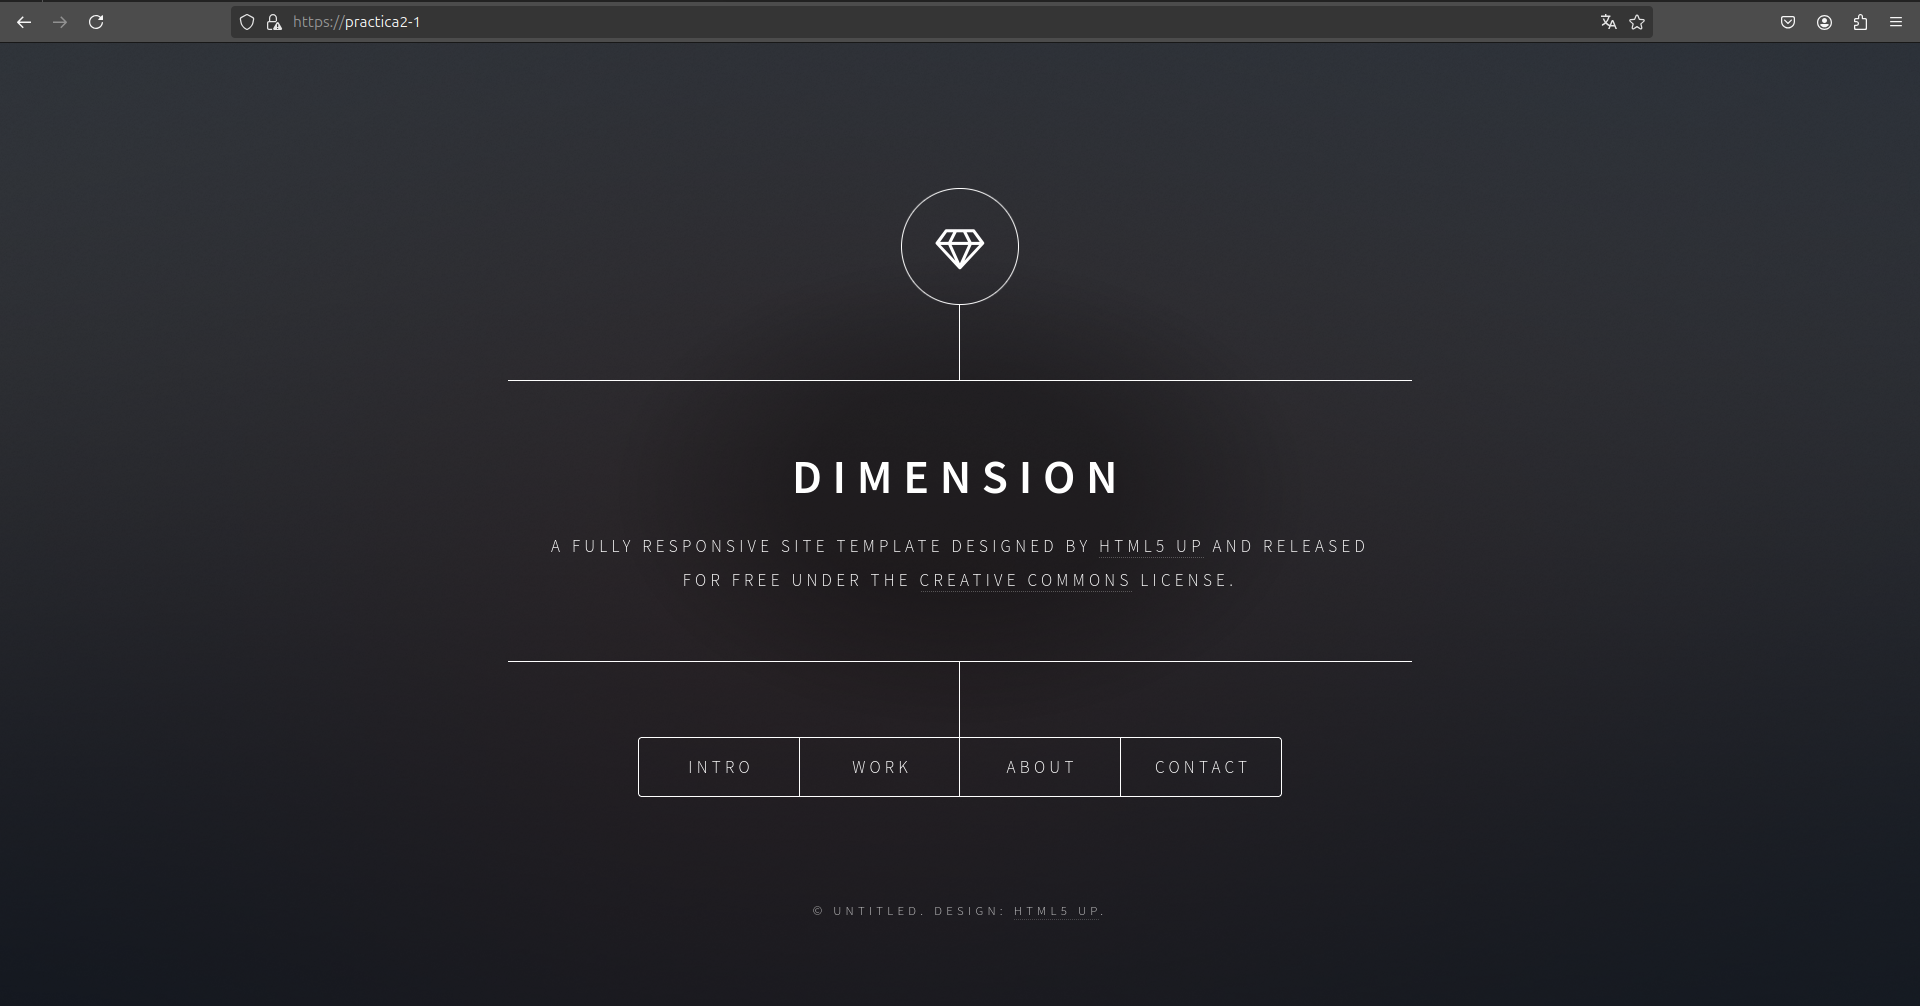 https://practica2-1
DIMENSION
A FULLY RESPONSIVE SITE TEMPLATE DESIGNED BY HTML5 UP AND RELEASED
FOR FREE UNDER THE CREATIVE COMMONS LICENSE.
INTRO
WORK
ABOUT
CONTACT
© UNTITLED. DESIGN: HTML5 UP.